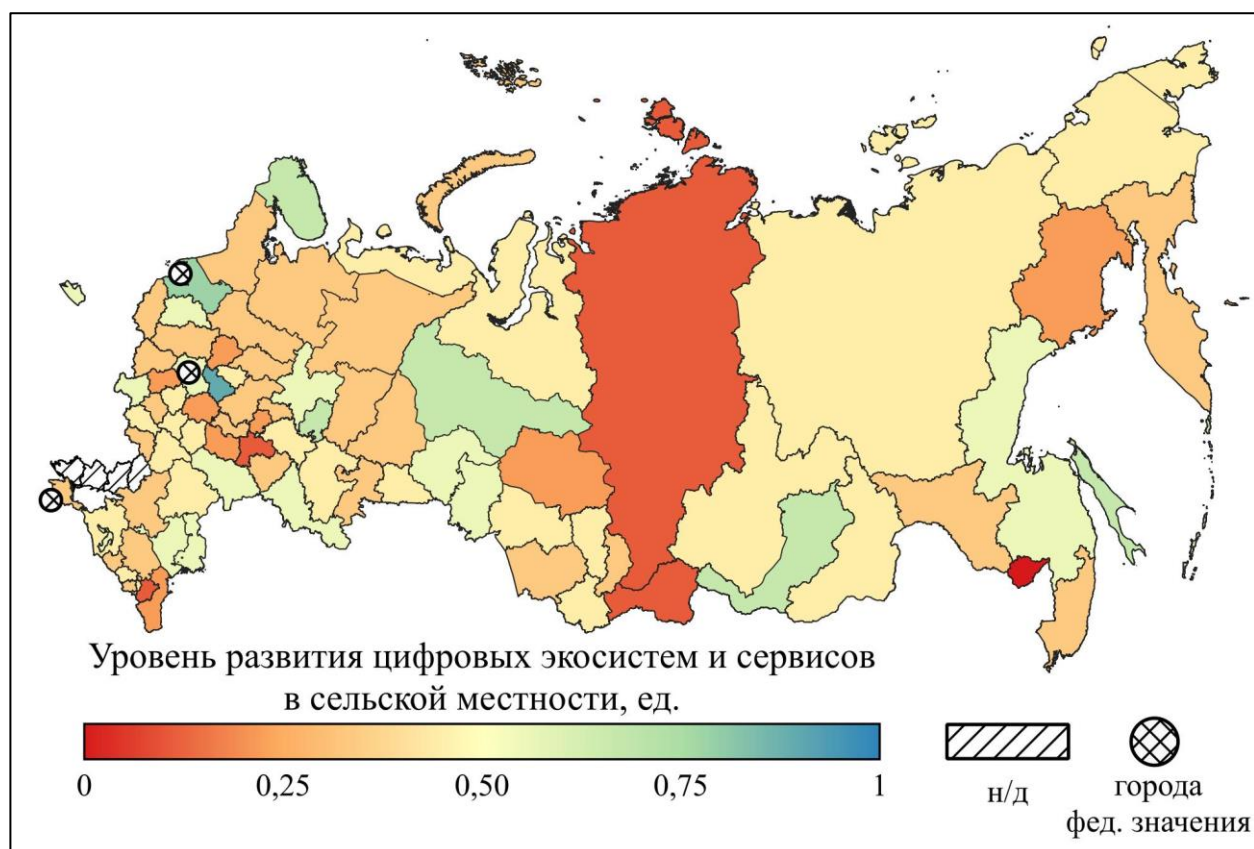 Уровень развития цифровых экосистем и сервисов
в сельской местности, ед.
0 0,25 0,50 0,75 1
н/д
города
фед. значения